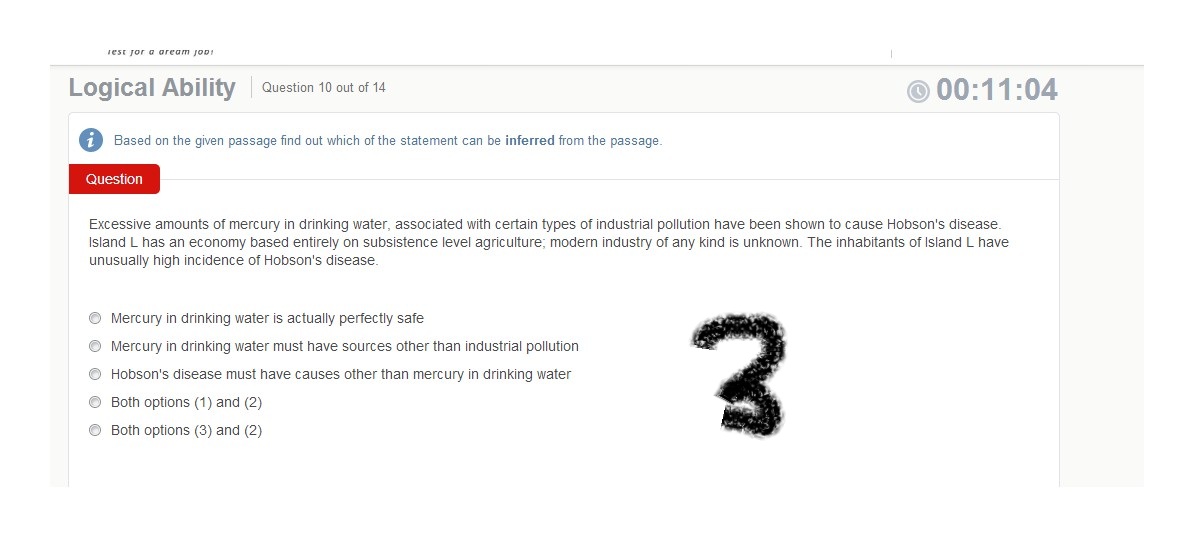 Test for a dream job!
Logical Ability Question 10 out of 14 00:11:04
i Based on the given passage find out which of the statement can be inferred from the passage.
Question
Excessive amounts of mercury in drinking water, associated with certain types of industrial pollution have been shown to cause Hobson's disease.
Island L has an economy based entirely on subsistence level agriculture; modern industry of any kind is unknown. The inhabitants of Island L have
unusually high incidence of Hobson's disease.
Mercury in drinking water is actually perfectly safe
Mercury in drinking water must have sources other than industrial pollution
Hobson's disease must have causes other than mercury in drinking water
Both options (1) and (2)
Both options (3) and (2)
3